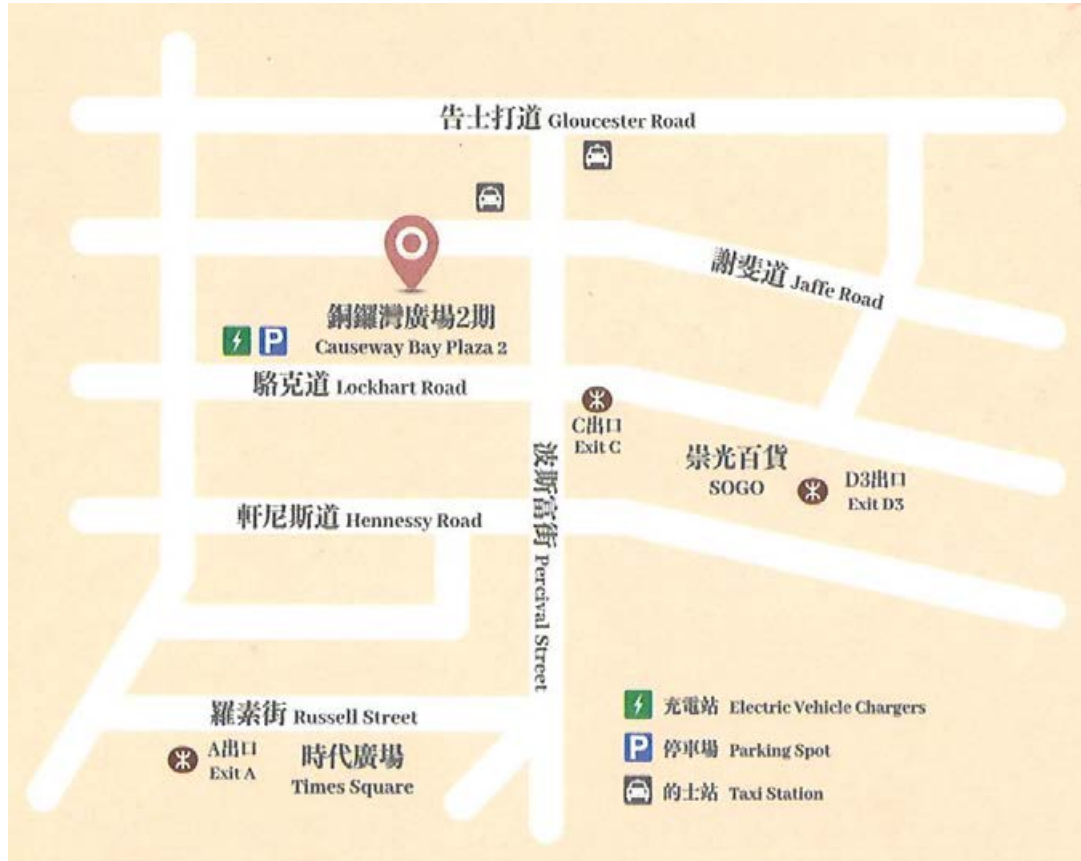 告士打道 Gloucester Road
謝斐道 Jaffe Road
銅鑼灣廣場2期
Causeway Bay Plaza 2
P
駱克道 Lockhart Road
C出口
Exit C
波斯富街 Percival Street
崇光百貨
SOGO
D3出口
Exit D3
軒尼斯道 Hennessy Road
羅素街 Russell Street
A出口
Exit A
時代廣場
Times Square
充電站 Electric Vehicle Chargers
P 停車場 Parking Spot
的士站 Taxi Station